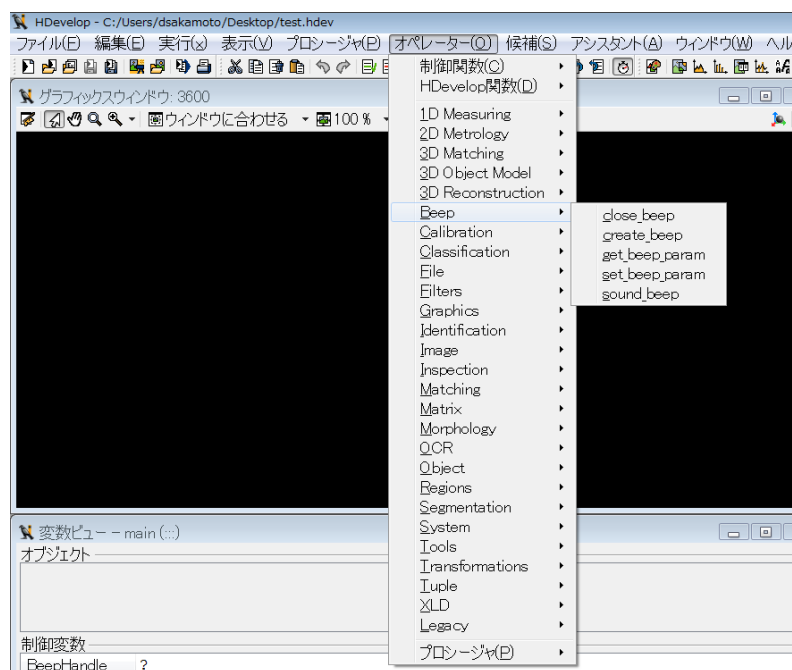 HDevelop - C:/Users/dsakamoto/Desktop/test.hdev
ファイル(F) 編集(E) 実行(x) 表示(V) プロシージャ(P) オペレーター(O) 候補(S) アシスタント(A) ウインドウ(W) ヘル
グラフィックスウィンドウ: 3600
ウィンドウに合わせる 100 %
制御関数(C)
HDevelop関数(D)
1D Measuring
2D Metrology
3D Matching
3D Object Model
3D Reconstruction
Beep
Calibration
Classification
File
Filters
Graphics
Identification
Image
Inspection
Matching
Matrix
Morphology
OCR
Object
Regions
Segmentation
System
Tools
Transformations
Tuple
XLD
Legacy
プロシージャ(P)
close_beep
create_beep
get_beep_param
set_beep_param
sound_beep
変数ビュー - main (:::)
オブジェクト
制御変数
BeepHandle ?